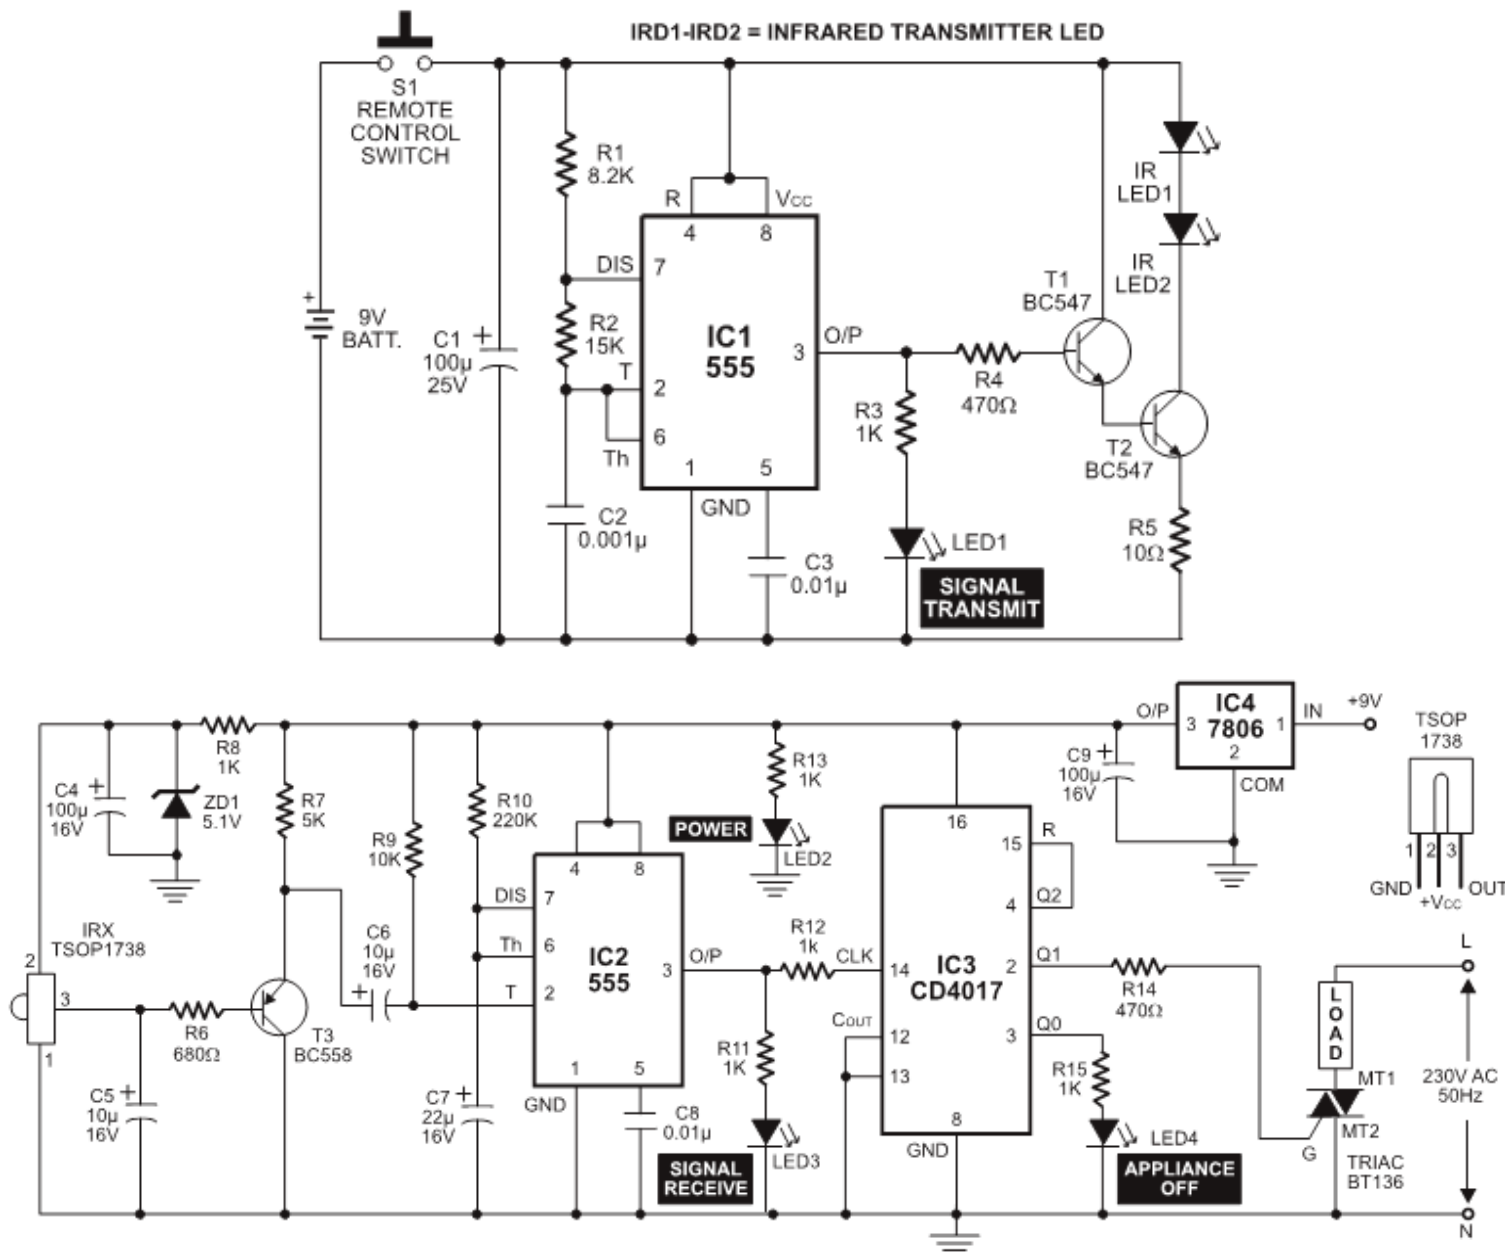 IRD1-IRD2 = INFRARED TRANSMITTER LED
S1
REMOTE
CONTROL
SWITCH
+
9V
BATT.
C1
100µ
25V
+
R1
8.2K
R2
15K
C2
0.001µ
R
VCC
4
8
DIS
7
T
2
6
Th
IC1
555
3
O/P
1
5
GND
C3
0.01µ
R3
1K
LED1
SIGNAL
TRANSMIT
R4
470Ω
T1
BC547
IR
LED1
IR
LED2
T2
BC547
R5
10Ω
R8
1K
C4
100µ
16V
+
ZD1
5.1V
R7
5K
R9
10K
R10
220K
IRX
TSOP1738
2
3
1
R6
680Ω
T3
BC558
C5
10µ
16V
+
C6
10µ
16V
+
C7
22µ
16V
+
4
8
DIS
7
Th
6
T
2
IC2
555
O/P
3
1
5
GND
C8
0.01µ
R13
1K
POWER
LED2
R12
1k
CLK
R11
1K
LED3
SIGNAL
RECEIVE
16
15
R
4
Q2
14
IC3
CD4017
2
Q1
COUT
12
13
3
Q0
8
GND
R14
470Ω
R15
1K
LED4
APPLIANCE
OFF
C9
100µ
16V
+
O/P
IC4
3
7806
1
2
IN
+9V
COM
TSOP
1738
1
2
3
GND
+VCC
OUT
L
LOAD
230V AC
50Hz
MT1
MT2
G
TRIAC
BT136
N